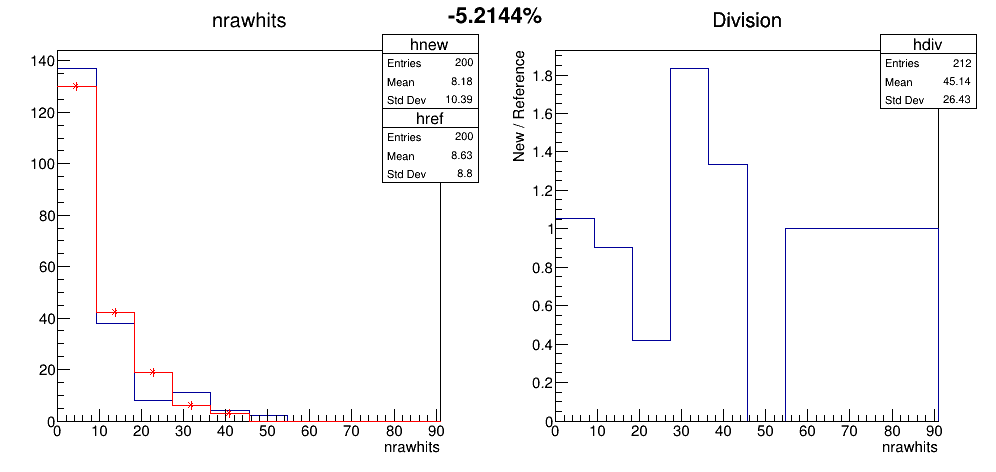 -5.2144%
nrawhits
hnew
Entries 200
Mean 8.18
Std Dev 10.39
href
Entries 200
Mean 8.63
Std Dev 8.8
140
120
100
80
60
40
20
0
0 10 20 30 40 50 60 70 80 90
nrawhits
Division
hdiv
Entries 212
Mean 45.14
Std Dev 26.43
New / Reference
1.8
1.6
1.4
1.2
1
0.8
0.6
0.4
0.2
0
0 10 20 30 40 50 60 70 80 90
nrawhits